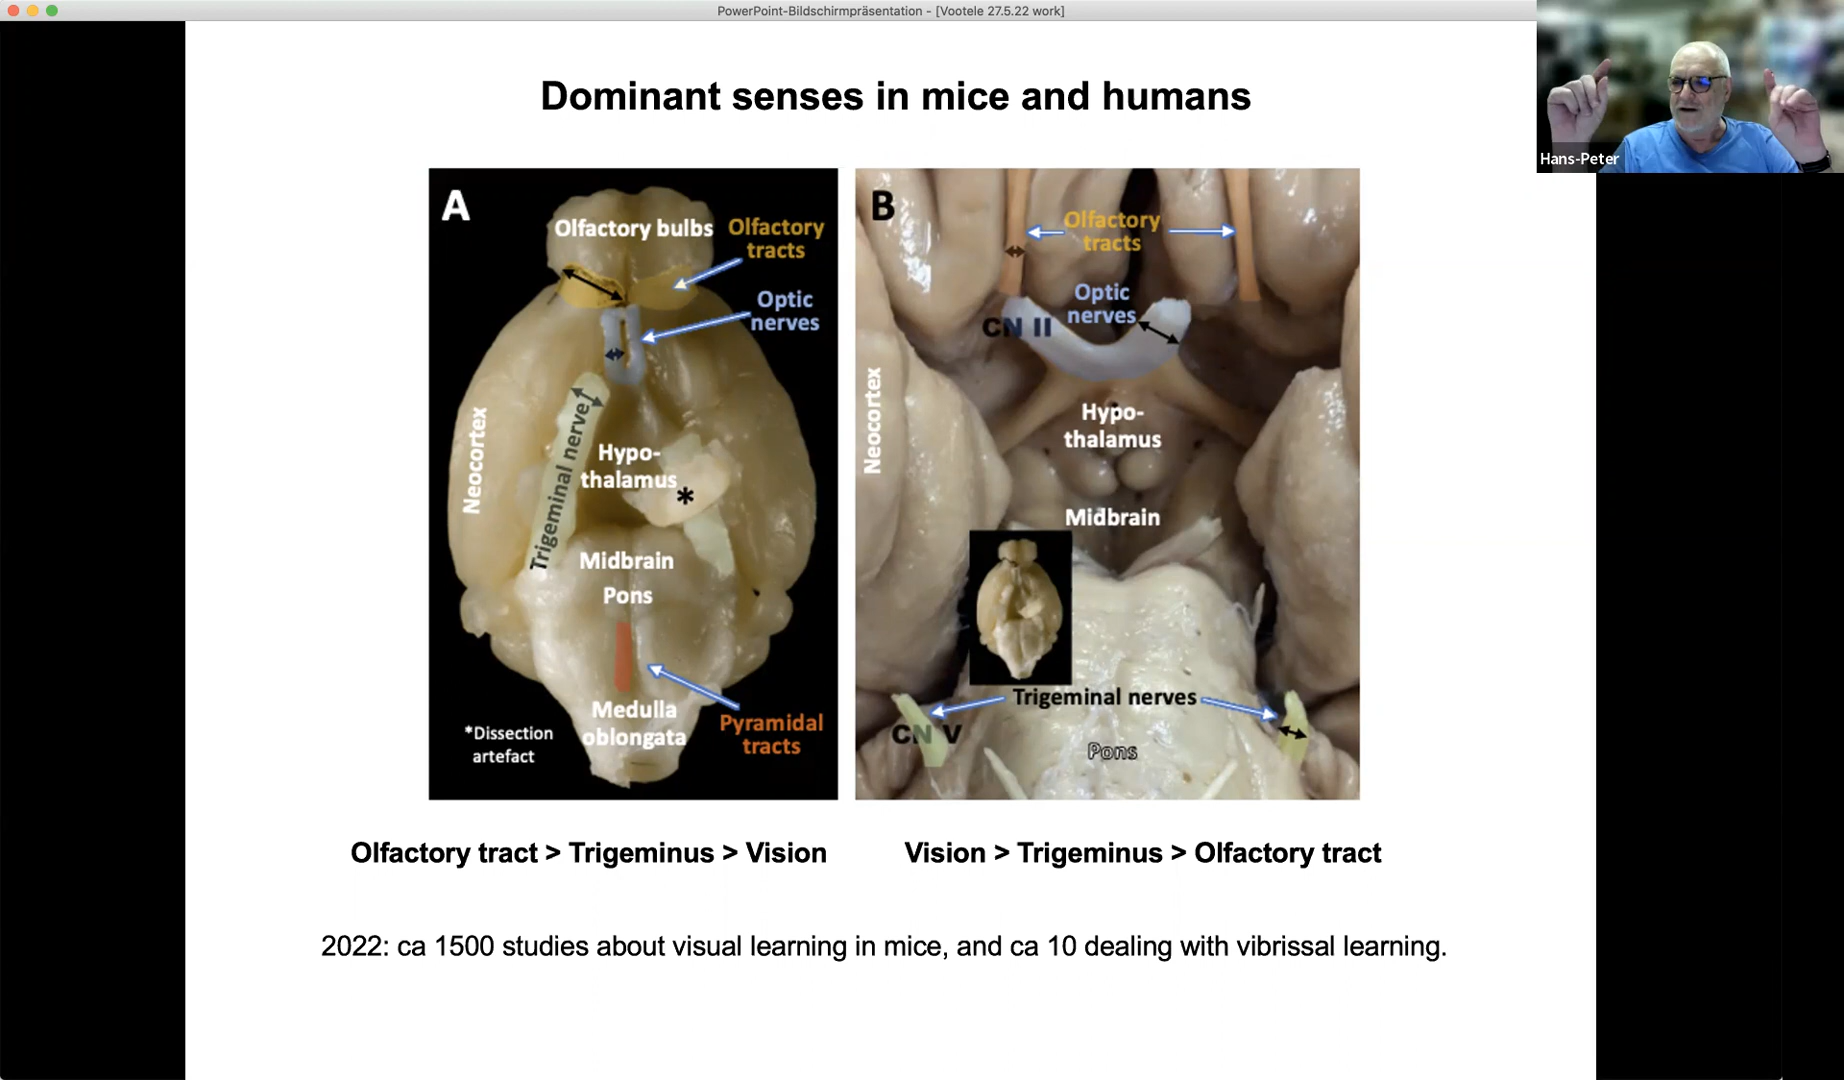 PowerPoint-Bildschirmpräsentation - [Vootele 27.5.22 work]
Hans-Peter
Dominant senses in mice and humans
A
Olfactory bulbs
Olfactory
tracts
Optic
nerves
Trigeminal nerve
Neocortex
Hypo-
thalamus
*
Midbrain
Pons
Medulla
oblongata
*Dissection
artefact
Pyramidal
tracts
B
Olfactory
tracts
Optic
nerves
CN II
Neocortex
Hypo-
thalamus
Midbrain
Trigeminal nerves
CN V
Pons
Olfactory tract > Trigeminus > Vision
Vision > Trigeminus > Olfactory tract
2022: ca 1500 studies about visual learning in mice, and ca 10 dealing with vibrissal learning.